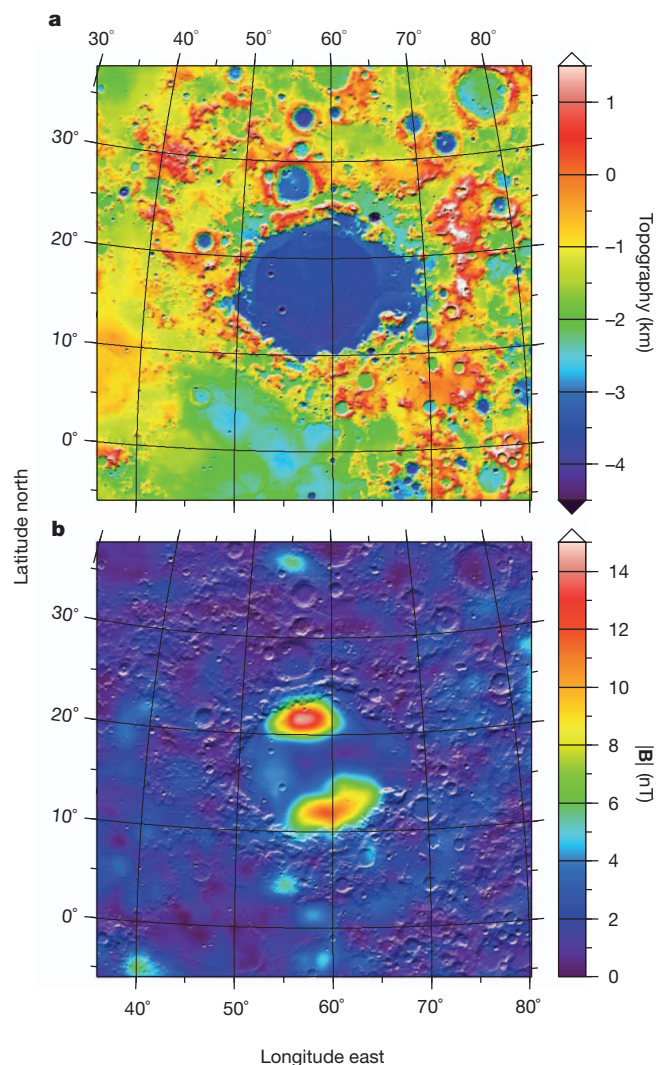 a
30° 40° 50° 60° 70° 80°
30°
20°
10°
0°
1
0
–1
–2
–3
–4
Topography (km)
Latitude north
b
30°
20°
10°
0°
40° 50° 60° 70° 80°
14
12
10
8
6
4
2
0
|B| (nT)
Longitude east